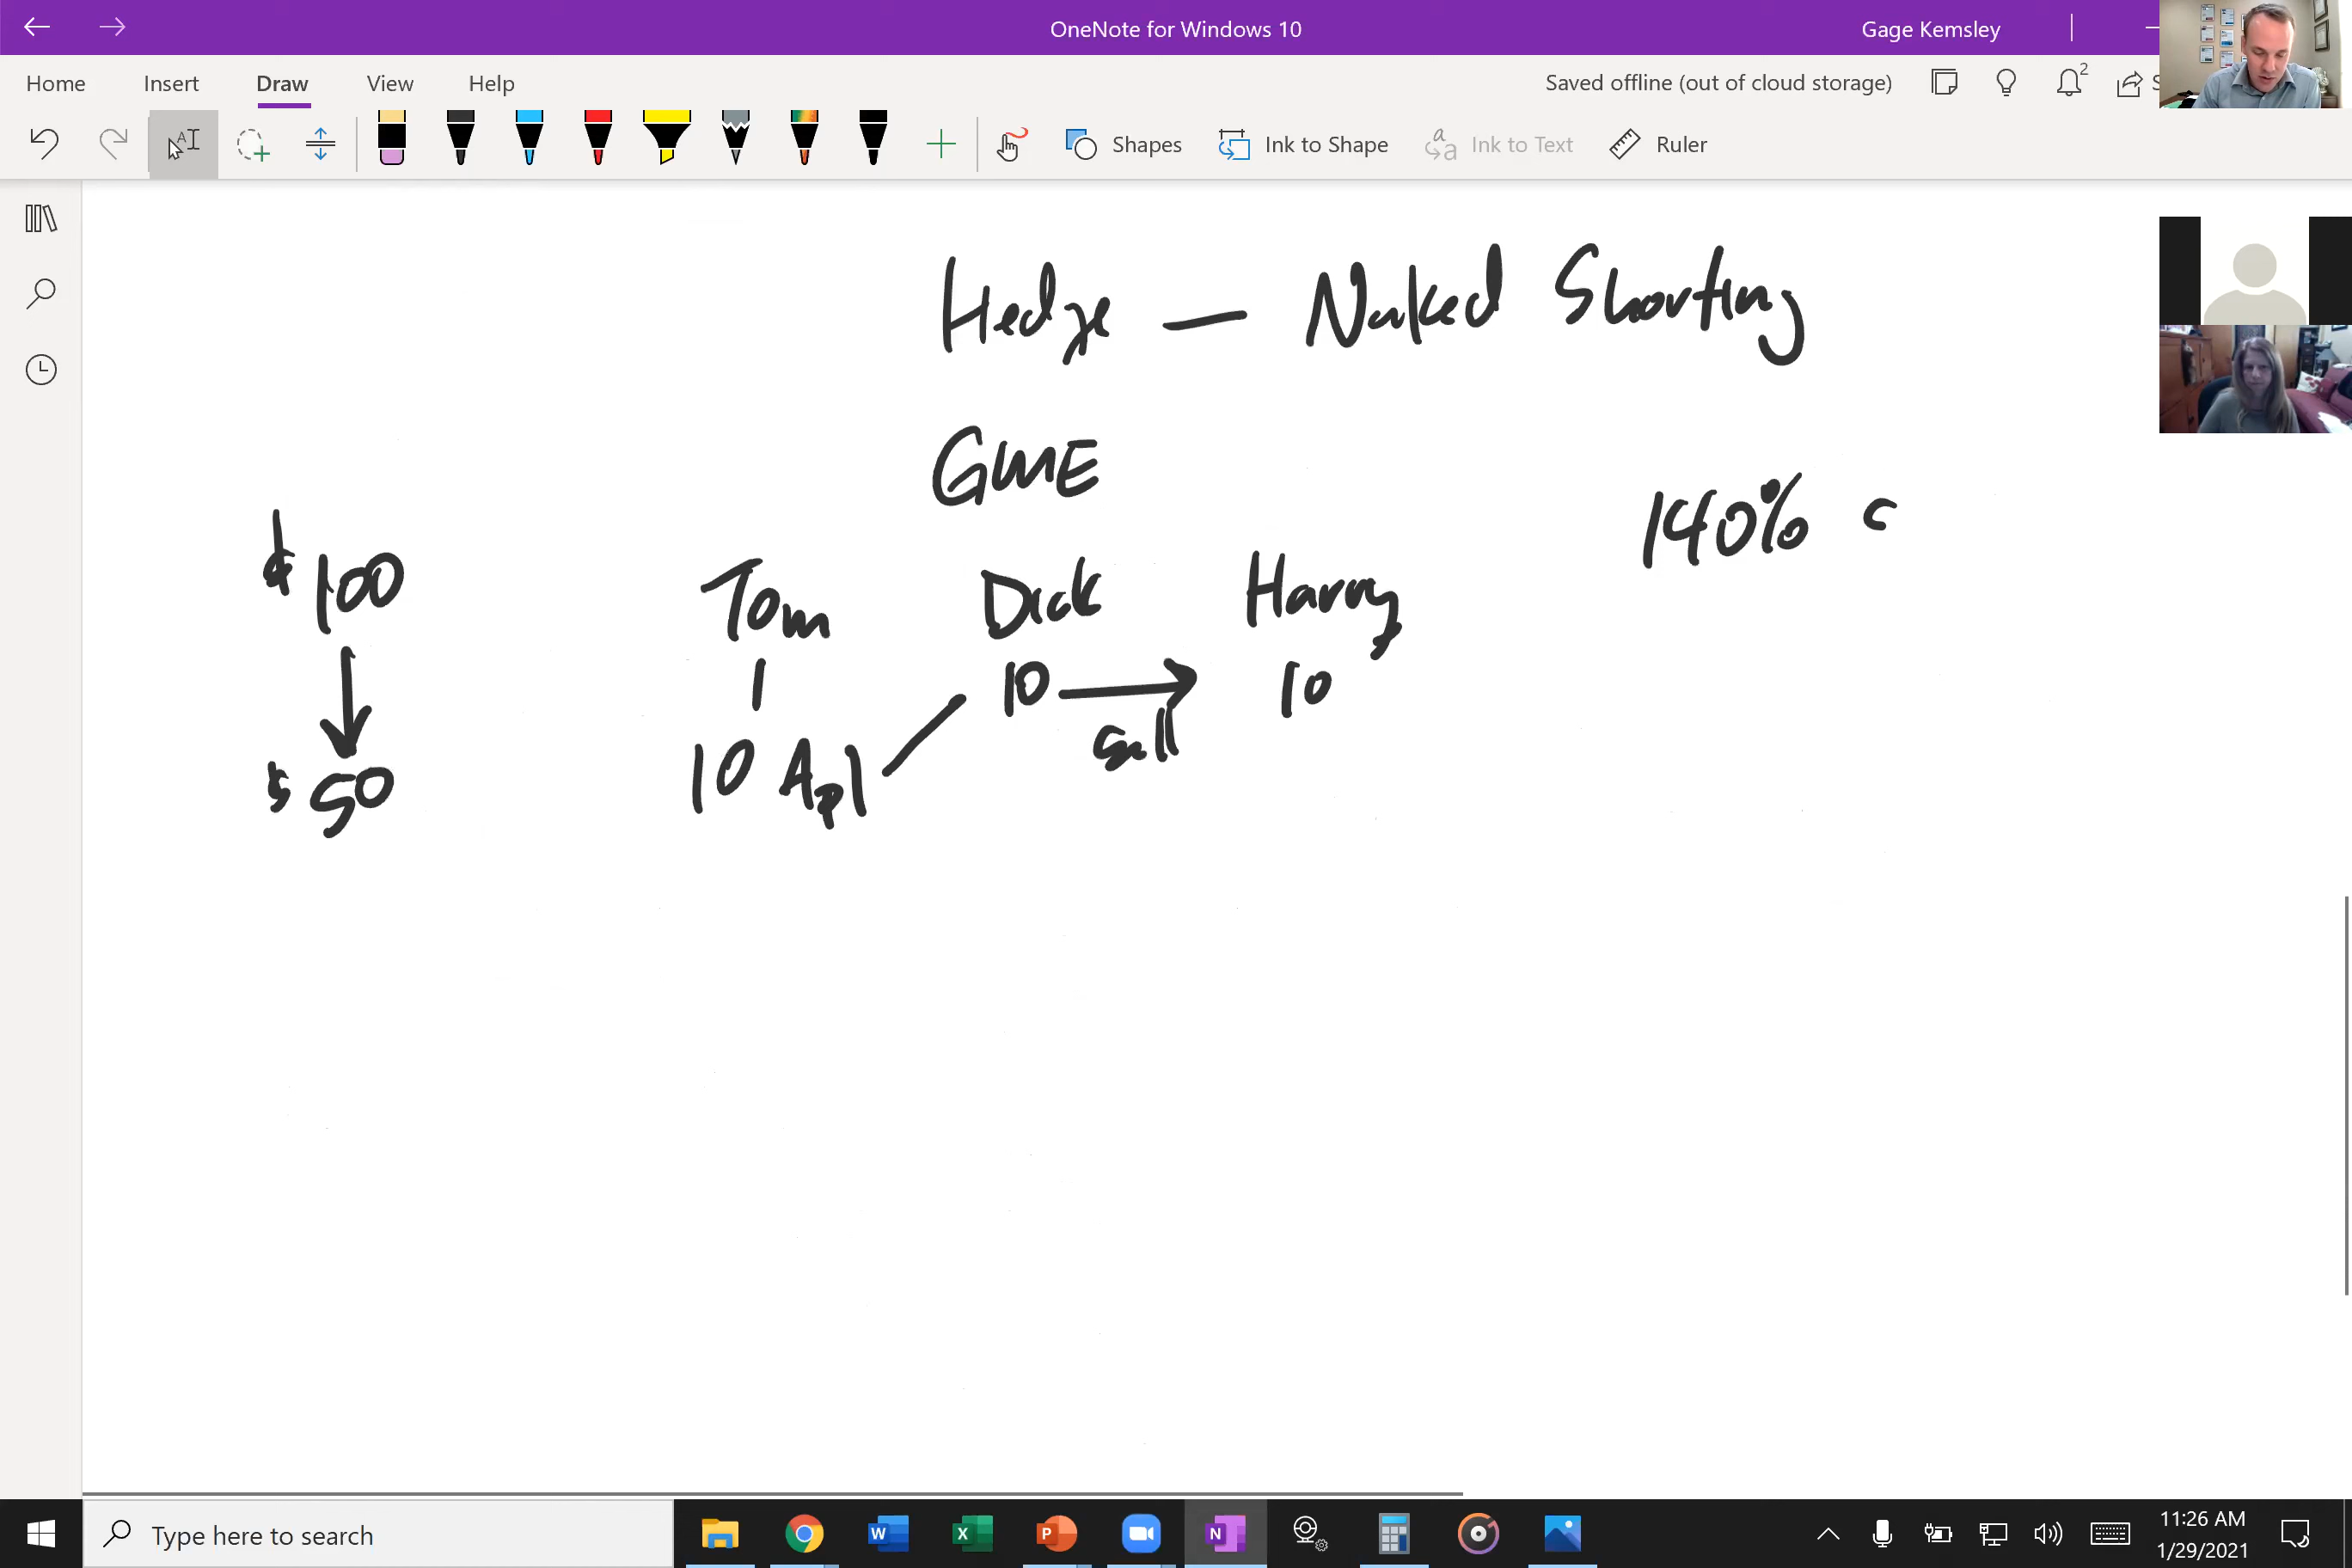 OneNote for Windows 10
Gage Kemsley
Home Insert Draw View Help
Saved offline (out of cloud storage)
2
S
Shapes
Ink to Shape
Ink to Text
Ruler
Hedge — Naked Shorting
GME
140% c
$100
Tom Dick Harry
1 10 10
sell
10 Apl
$50
Type here to search
11:26 AM
1/29/2021